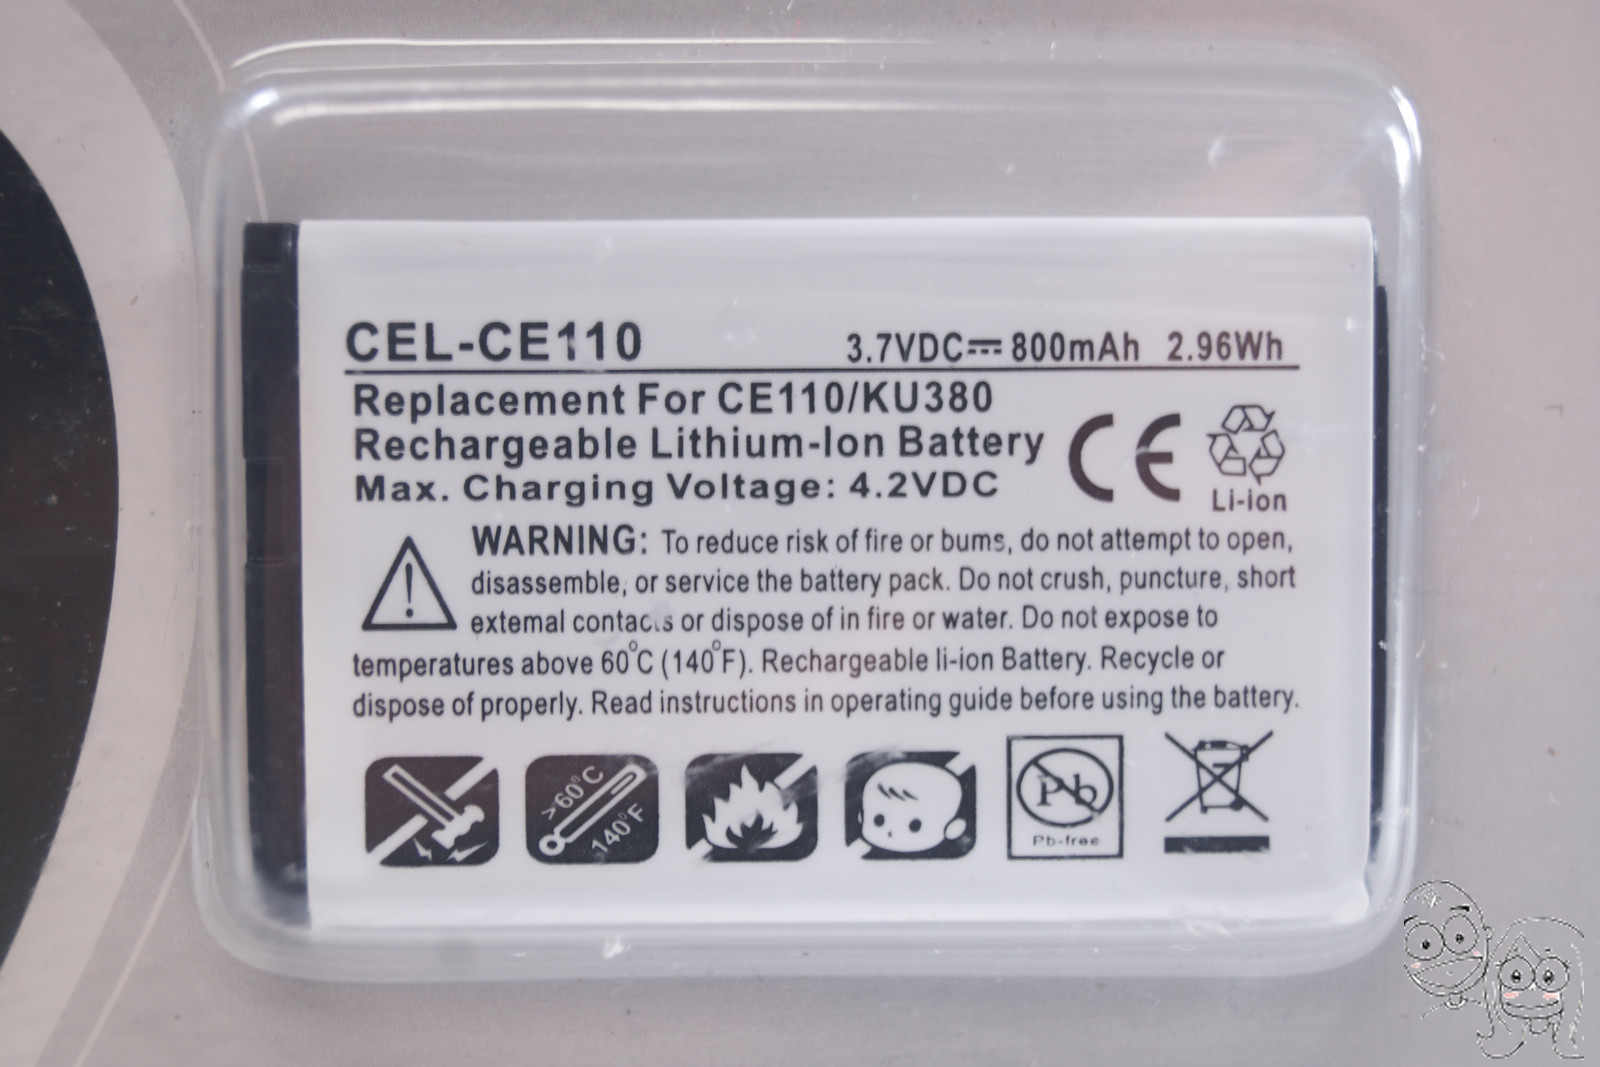 CEL-CE110
3.7VDC⎓800mAh 2.96Wh
Replacement For CE110/KU380
Rechargeable Lithium-Ion Battery
Max. Charging Voltage: 4.2VDC
CE
Li-ion
WARNING: To reduce risk of fire or bums, do not attempt to open,
disassemble, or service the battery pack. Do not crush, puncture, short
extemal contacts or dispose of in fire or water. Do not expose to
temperatures above 60°C (140°F). Rechargeable li-ion Battery. Recycle or
dispose of properly. Read instructions in operating guide before using the battery.
>60°C
140°F
Pb
Pb-free